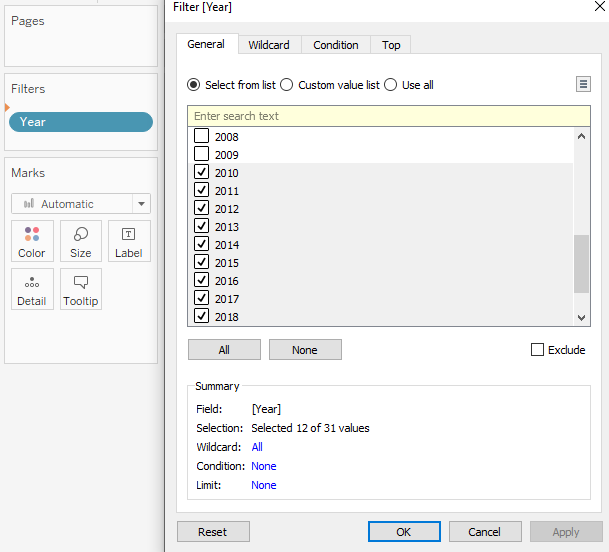 Pages
Filters
Year
Marks
Automatic
Color
Size
Label
Detail
Tooltip
Filter [Year]
General
Wildcard
Condition
Top
Select from list
Custom value list
Use all
Enter search text
2008
2009
2010
2011
2012
2013
2014
2015
2016
2017
2018
All
None
Exclude
Summary
Field: [Year]
Selection: Selected 12 of 31 values
Wildcard: All
Condition: None
Limit: None
Reset
OK
Cancel
Apply